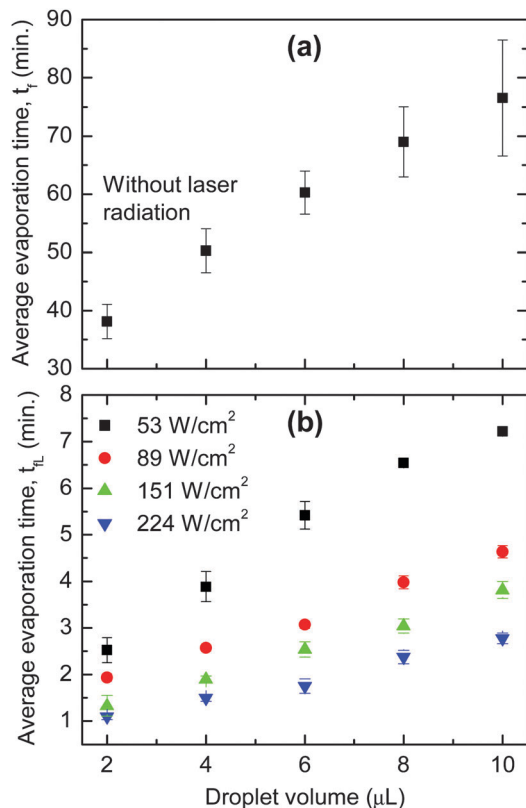 (a)
Average evaporation time, t_f (min.)
90
80
70
60
50
40
30
Without laser
radiation
(b)
Average evaporation time, t_fL (min.)
8
7
6
5
4
3
2
1
53 W/cm²
89 W/cm²
151 W/cm²
224 W/cm²
2 4 6 8 10
Droplet volume (μL)